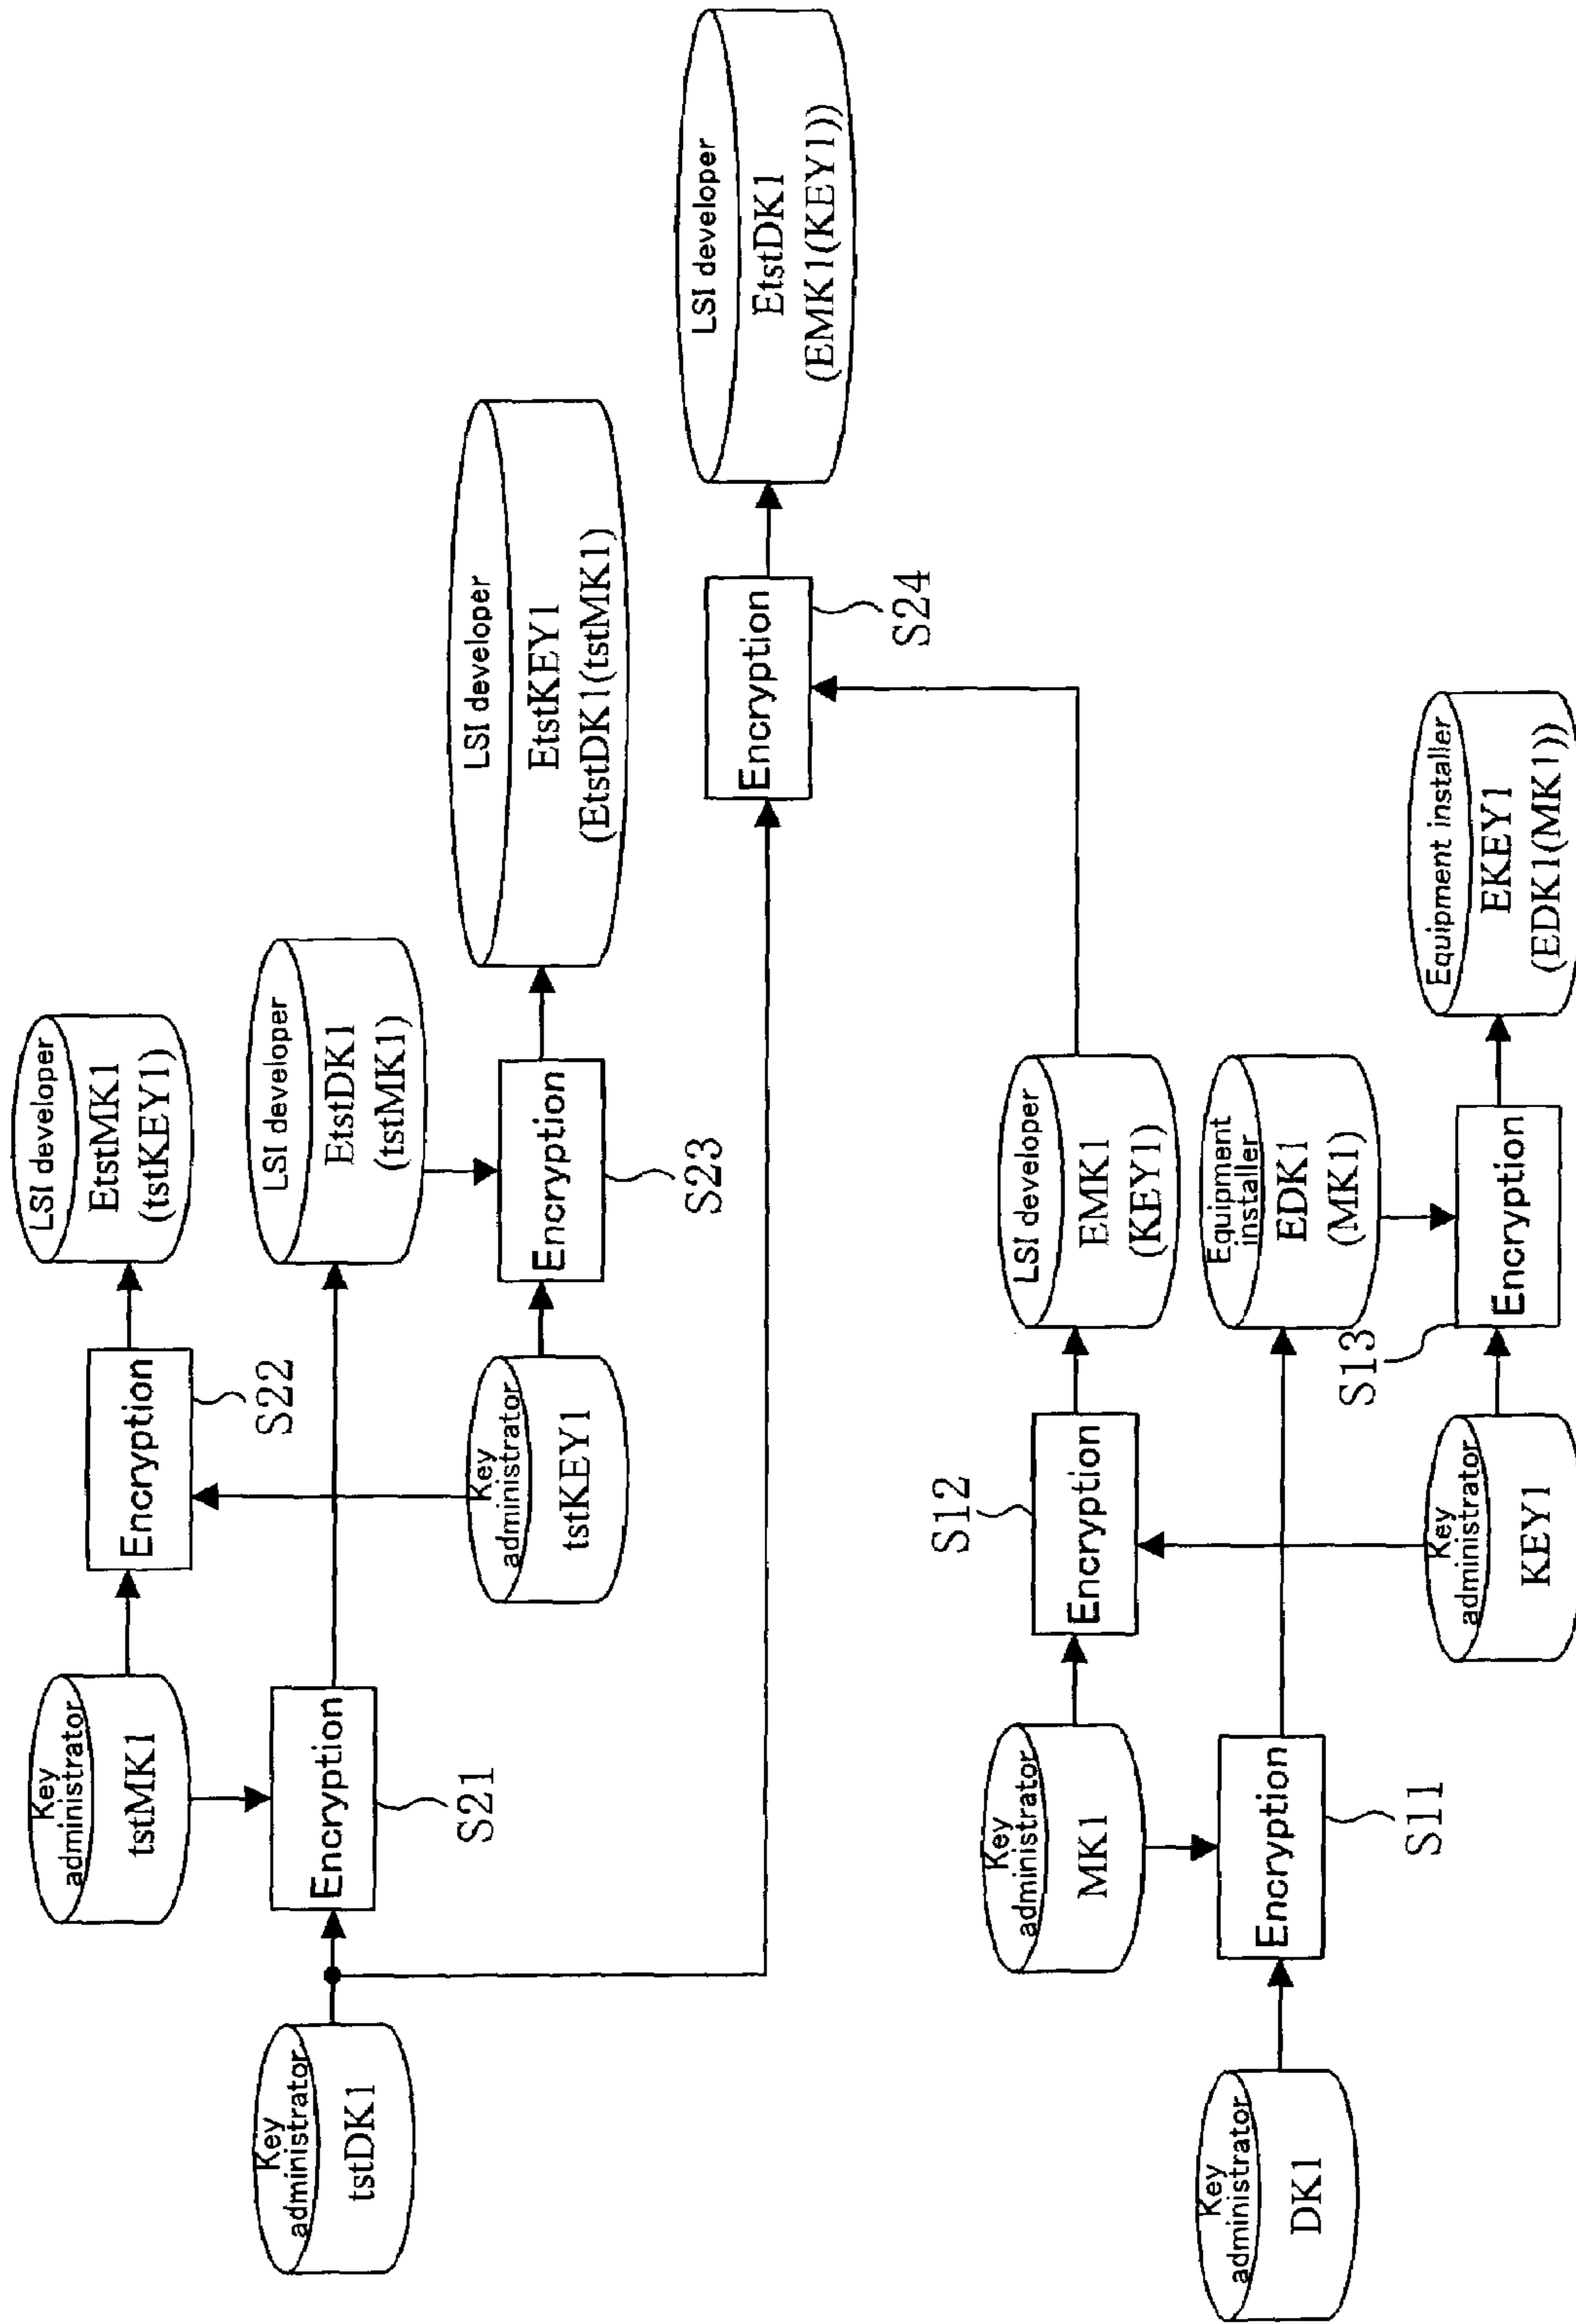 Key
administrator
tstMK1
Encryption
S22
LSI developer
EtstMK1
(tstKEY1)
Key
administrator
tstDK1
Encryption
S21
LSI developer
EtstDK1
(tstMK1)
Key
administrator
tstKEY1
Encryption
S23
LSI developer
EtstKEY1
(EtstDK1(tstMK1)
Encryption
S24
LSI developer
EtstDK1
(EMK1(KEY1))
Key
administrator
MK1
Encryption
S12
LSI developer
EMK1
(KEY1)
Key
administrator
DK1
Encryption
S11
Equipment
installer
EDK1
(MK1)
Key
administrator
KEY1
Encryption
S13
Equipment installer
EKEY1
(EDK1(MK1))